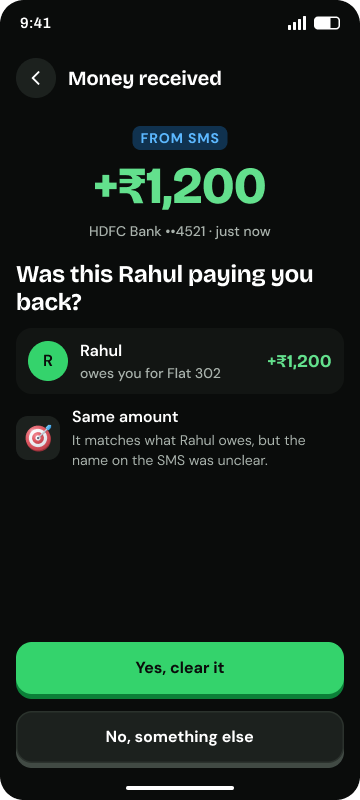 9:41
Money received
FROM SMS
+₹1,200
HDFC Bank ••4521 · just now
Was this Rahul paying you
back?
R
Rahul
owes you for Flat 302
+₹1,200
Same amount
It matches what Rahul owes, but the
name on the SMS was unclear.
Yes, clear it
No, something else